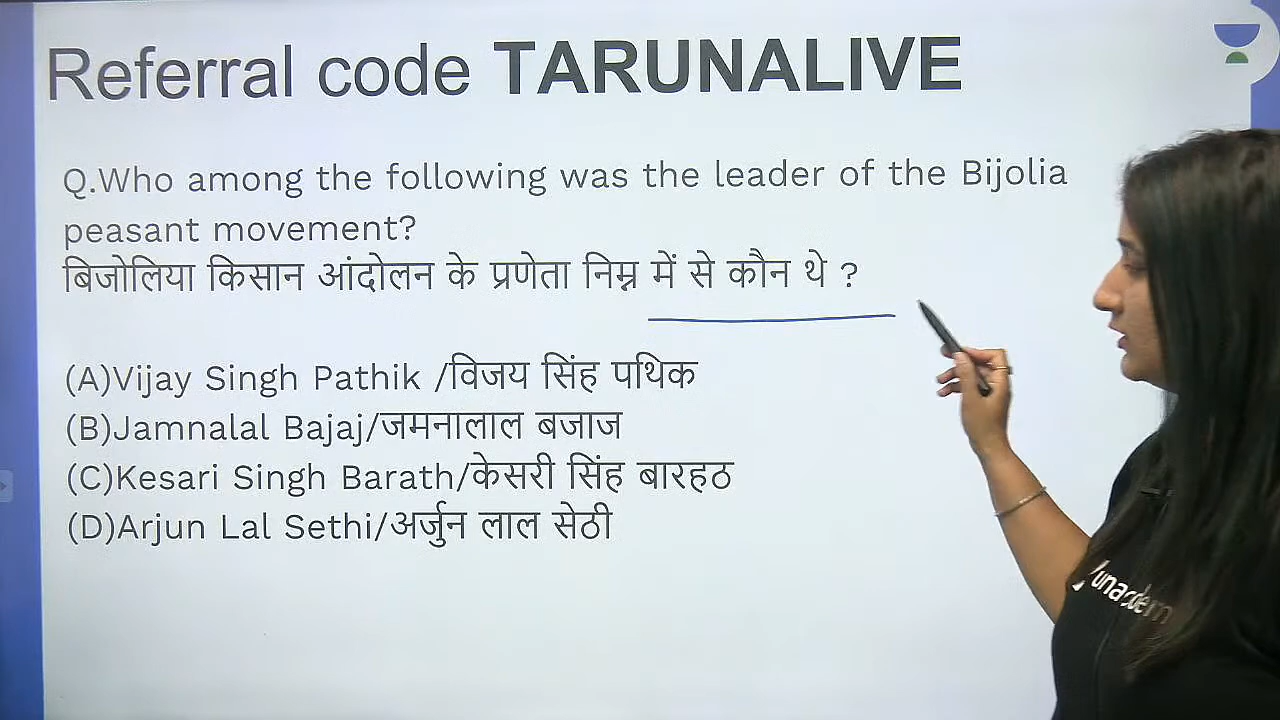 Referral code TARUNALIVE
Q.Who among the following was the leader of the Bijolia
peasant movement?
बिजोलिया किसान आंदोलन के प्रणेता निम्न में से कौन थे ?
(A)Vijay Singh Pathik /विजय सिंह पथिक
(B)Jamnalal Bajaj/जमनालाल बजाज
(C)Kesari Singh Barath/केसरी सिंह बारहठ
(D)Arjun Lal Sethi/अर्जुन लाल सेठी